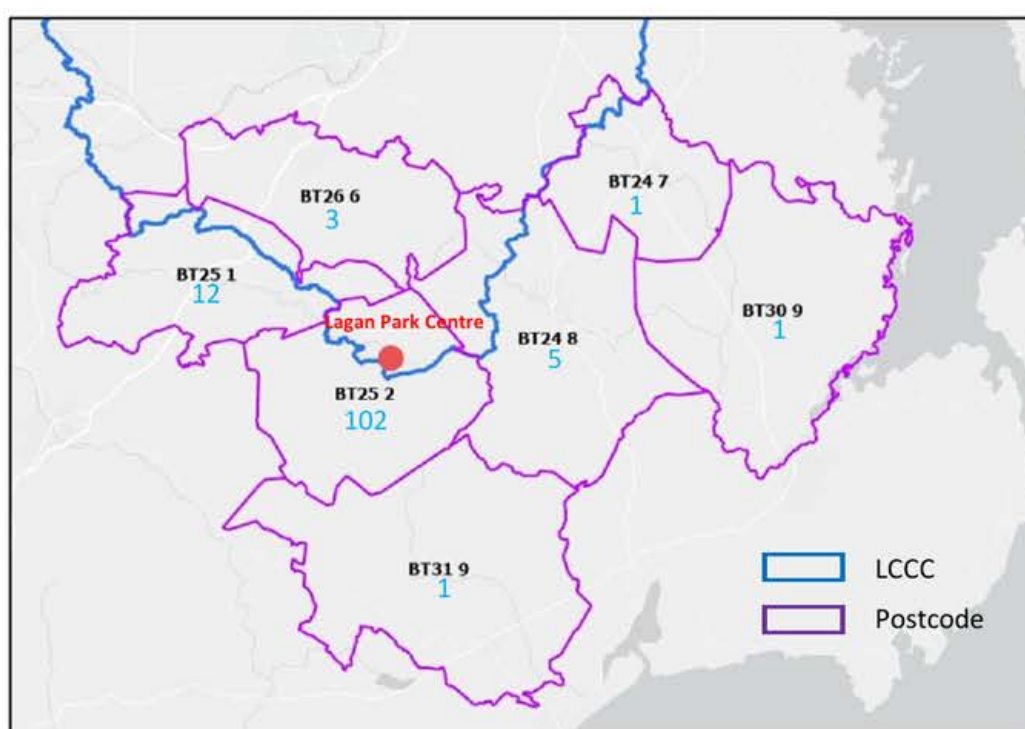 BT26 6
3
BT24 7
1
BT25 1
12
BT30 9
1
Lagan Park Centre
BT24 8
5
BT25 2
102
BT31 9
1
LCCC
Postcode